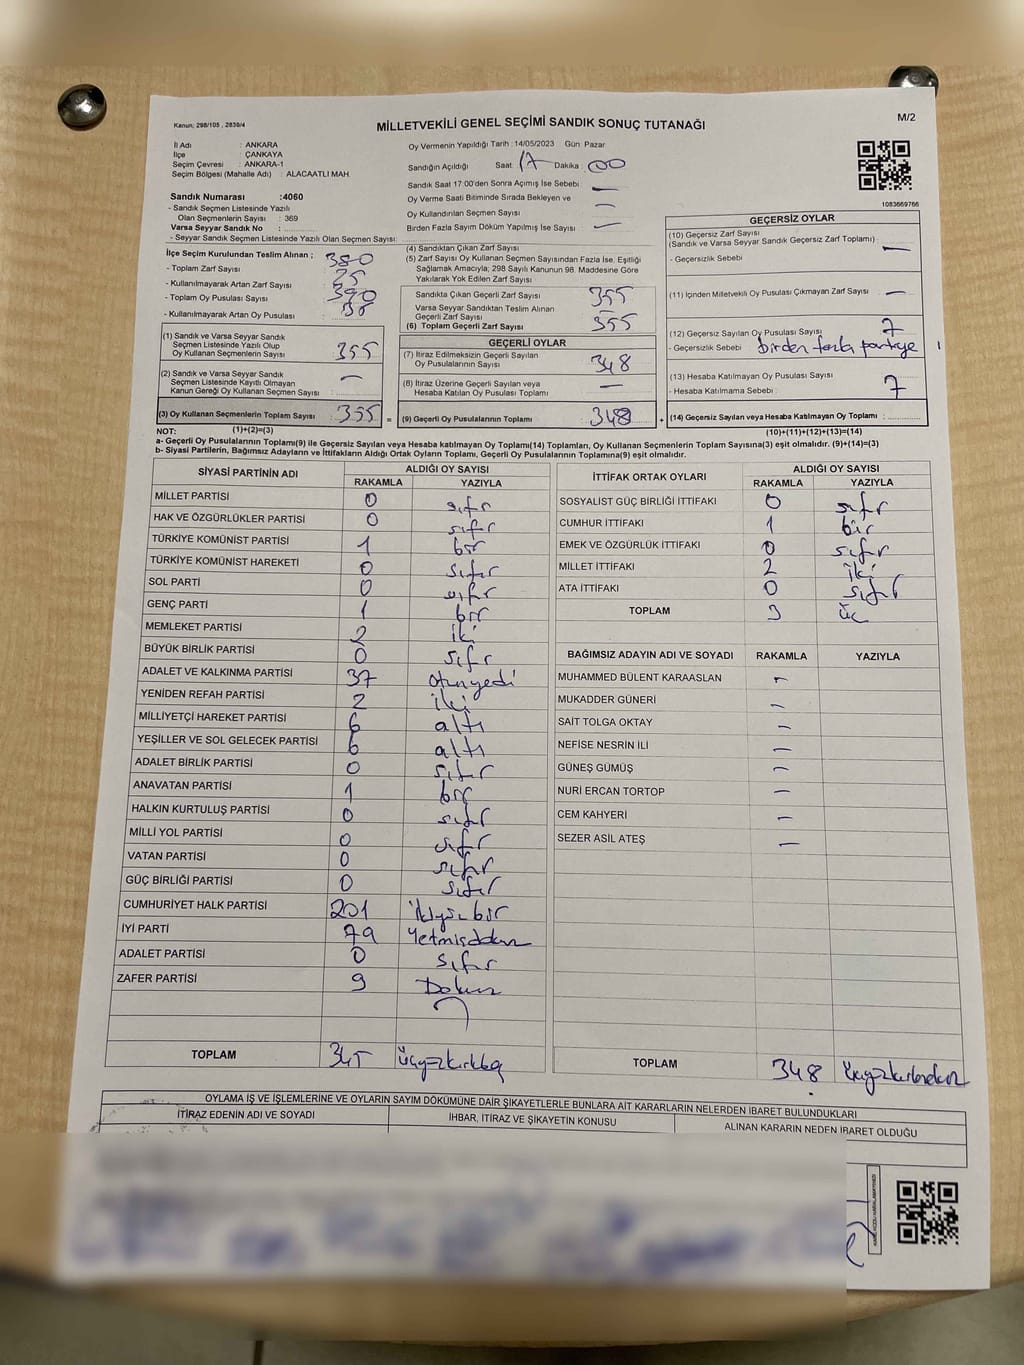 Kanun; 298/105 , 2839/4
MİLLETVEKİLİ GENEL SEÇİMİ SANDIK SONUÇ TUTANAĞI
M/2
İl Adı : ANKARA
İlçe : ÇANKAYA
Seçim Çevresi : ANKARA-1
Seçim Bölgesi (Mahalle Adı) : ALACAATLI MAH.
Sandık Numarası :4060
- Sandık Seçmen Listesinde Yazılı
Olan Seçmenlerin Sayısı : 369
Varsa Seyyar Sandık No :
- Seyyar Sandık Seçmen Listesinde Yazılı Olan Seçmen Sayısı:
Oy Vermenin Yapıldığı Tarih :14/05/2023 Gün Pazar
Sandığın Açıldığı Saat 17 Dakika 00
Sandık Saat 17:00'den Sonra Açımış İse Sebebi —
Oy Verme Saati Bitiminde Sırada Bekleyen ve
Oy Kullandırılan Seçmen Sayısı —
Birden Fazla Sayım Döküm Yapılmış İse Sayısı —
1083669766
İlçe Seçim Kurulundan Teslim Alınan ;
- Toplam Zarf Sayısı 380
- Kullanılmayarak Artan Zarf Sayısı : 25
- Toplam Oy Pusulası Sayısı : 390
- Kullanılmayarak Artan Oy Pusulası :
(1) Sandık ve Varsa Seyyar Sandık
Seçmen Listesinde Yazılı Olup
Oy Kullanan Seçmenlerin Sayısı : 355
(2) Sandık ve Varsa Seyyar Sandık
Seçmen Listesinde Kayıtlı Olmayan
Kanun Gereği Oy Kullanan Seçmen Sayısı : —
(3) Oy Kullanan Seçmenlerin Toplam Sayısı : 355 =
(1)+(2)=(3)
(4) Sandıktan Çıkan Zarf Sayısı
(5) Zarf Sayısı Oy Kullanan Seçmen Sayısından Fazla İse, Eşitliği
Sağlamak Amacıyla; 298 Sayılı Kanunun 98. Maddesine Göre
Yakılarak Yok Edilen Zarf Sayısı
Sandıkta Çıkan Geçerli Zarf Sayısı 355
Varsa Seyyar Sandıktan Teslim Alınan
Geçerli Zarf Sayısı
(6) Toplam Geçerli Zarf Sayısı 355
GEÇERLİ OYLAR
(7) İtiraz Edilmeksizin Geçerli Sayılan
Oy Pusulalarının Sayısı : 348
(8) İtiraz Üzerine Geçerli Sayılan veya
Hesaba Katılan Oy Pusulası Toplamı : —
(9) Geçerli Oy Pusulalarının Toplamı : 348 +
GEÇERSİZ OYLAR
(10) Geçersiz Zarf Sayısı
(Sandık ve Varsa Seyyar Sandık Geçersiz Zarf Toplamı) : —
- Geçersizlik Sebebi :
(11) İçinden Milletvekili Oy Pusulası Çıkmayan Zarf Sayısı : —
(12) Geçersiz Sayılan Oy Pusulası Sayısı : 7
- Geçersizlik Sebebi : birden fazla partiye
(13) Hesaba Katılmayan Oy Pusulası Sayısı :
- Hesaba Katılmama Sebebi : 7
(14) Geçersiz Sayılan veya Hesaba Katılmayan Oy Toplamı :
(10)+(11)+(12)+(13)=(14)
NOT:
a- Geçerli Oy Pusulalarının Toplamı(9) ile Geçersiz Sayılan veya Hesaba katılmayan Oy Toplamı(14) Toplamları, Oy Kullanan Seçmenlerin Toplam Sayısına(3) eşit olmalıdır. (9)+(14)=(3)
b- Siyasi Partilerin, Bağımsız Adayların ve İttifakların Aldığı Ortak Oyların Toplamı, Geçerli Oy Pusulalarının Toplamına(9) eşit olmalıdır.
SİYASİ PARTİNİN ADI ALDIĞI OY SAYISI
RAKAMLA YAZIYLA
MİLLET PARTİSİ 0 sıfır
HAK VE ÖZGÜRLÜKLER PARTİSİ 0 sıfır
TÜRKİYE KOMÜNİST PARTİSİ 1 bir
TÜRKİYE KOMÜNİST HAREKETİ 0 sıfır
SOL PARTİ 0 sıfır
GENÇ PARTİ 1 bir
MEMLEKET PARTİSİ 2 iki
BÜYÜK BİRLİK PARTİSİ 0 sıfır
ADALET VE KALKINMA PARTİSİ 37 otuzyedi
YENİDEN REFAH PARTİSİ 2 iki
MİLLİYETÇİ HAREKET PARTİSİ 6 altı
YEŞİLLER VE SOL GELECEK PARTİSİ 6 altı
ADALET BİRLİK PARTİSİ 0 sıfır
ANAVATAN PARTİSİ 1 bir
HALKIN KURTULUŞ PARTİSİ 0 sıfır
MİLLİ YOL PARTİSİ 0 sıfır
VATAN PARTİSİ 0 sıfır
GÜÇ BİRLİĞİ PARTİSİ 0 sıfır
CUMHURİYET HALK PARTİSİ 201 ikiyüzbir
İYİ PARTİ 79 Yetmişdokuz
ADALET PARTİSİ 0 sıfır
ZAFER PARTİSİ 9 Dokuz
TOPLAM 345 üçyüzkırkbeş
İTTİFAK ORTAK OYLARI ALDIĞI OY SAYISI
RAKAMLA YAZIYLA
SOSYALİST GÜÇ BİRLİĞİ İTTİFAKI 0 sıfır
CUMHUR İTTİFAKI 1 bir
EMEK VE ÖZGÜRLÜK İTTİFAKI 0 sıfır
MİLLET İTTİFAKI 2 iki
ATA İTTİFAKI 0 sıfır
TOPLAM 3 üç
BAĞIMSIZ ADAYIN ADI VE SOYADI RAKAMLA YAZIYLA
MUHAMMED BÜLENT KARAASLAN —
MUKADDER GÜNERİ —
SAİT TOLGA OKTAY —
NEFİSE NESRİN İLİ —
GÜNEŞ GÜMÜŞ —
NURİ ERCAN TORTOP —
CEM KAHYERİ —
SEZER ASİL ATEŞ —
TOPLAM 348 üçyüzkırksekiz
OYLAMA İŞ VE İŞLEMLERİNE VE OYLARIN SAYIM DÖKÜMÜNE DAİR ŞİKAYETLERLE BUNLARA AİT KARARLARIN NELERDEN İBARET BULUNDUKLARI
İTİRAZ EDENİN ADI VE SOYADI İHBAR, İTİRAZ VE ŞİKAYETİN KONUSU ALINAN KARARIN NEDEN İBARET OLDUĞU